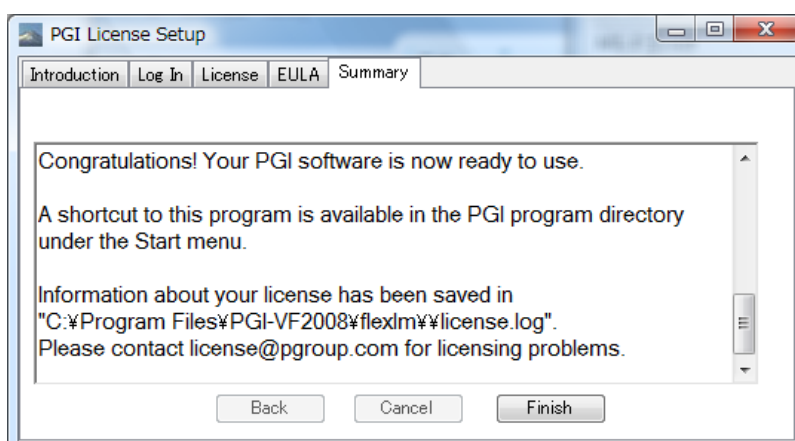 PGI License Setup
Introduction Log In License EULA Summary
Congratulations! Your PGI software is now ready to use.
A shortcut to this program is available in the PGI program directory
under the Start menu.
Information about your license has been saved in
"C:¥Program Files¥PGI-VF2008¥flexlm¥¥license.log".
Please contact license@pgroup.com for licensing problems.
Back Cancel Finish